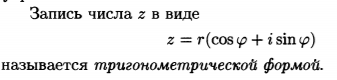 Запись числа z в виде
z = r(cos φ + i sin φ)
называется тригонометрической формой.